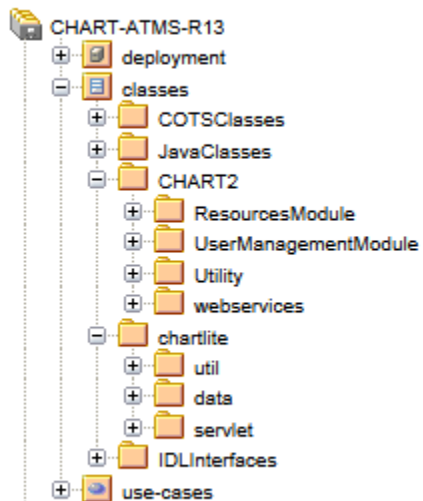 CHART-ATMS-R13
deployment
classes
COTSClasses
JavaClasses
CHART2
ResourcesModule
UserManagementModule
Utility
webservices
chartlite
util
data
servlet
IDLInterfaces
use-cases